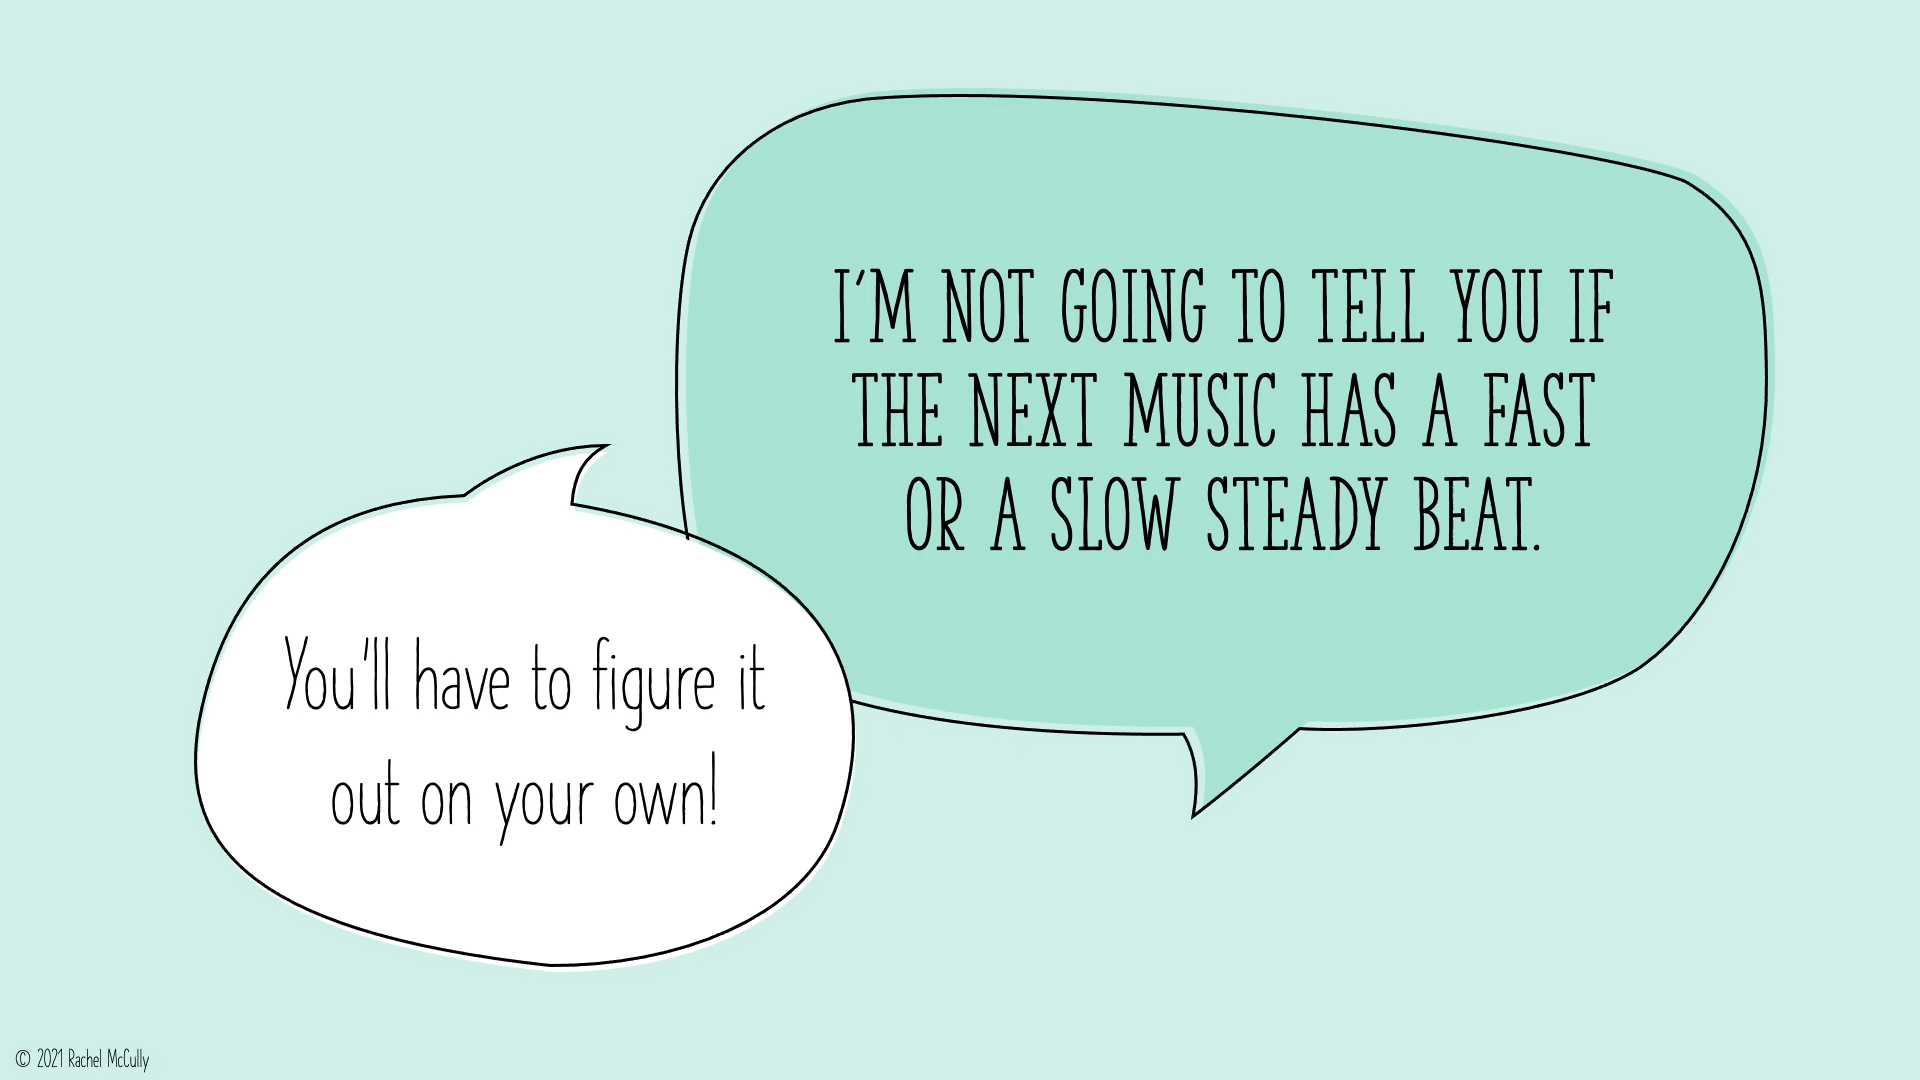 I'M NOT GOING TO TELL YOU IF
THE NEXT MUSIC HAS A FAST
OR A SLOW STEADY BEAT.
You'll have to figure it
out on your own!
© 2021 Rachel McCully